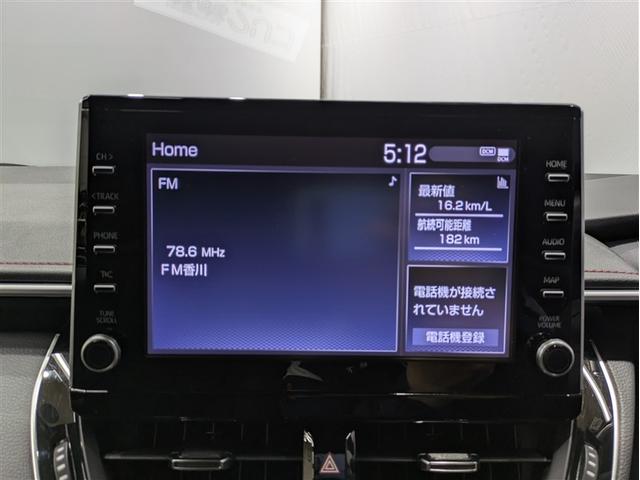 Home
5:12
DCM
DCM
FM
♪
最新値
16.2 km/L
航続可能距離
182 km
78.6 MHz
FM香川
電話機が接続さ
れていません
電話機登録
CH >
< TRACK
PHONE
TUNE
SCROLL
HOME
MENU
AUDIO
MAP
POWER
VOLUME